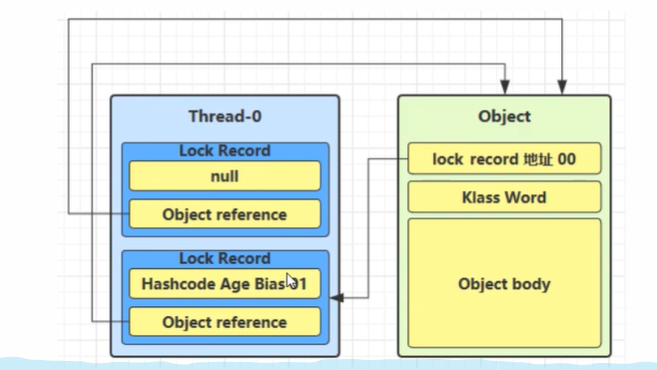 Thread-0
Lock Record
null
Object reference
Lock Record
Hashcode Age Bias 01
Object reference
Object
lock record 地址 00
Klass Word
Object body